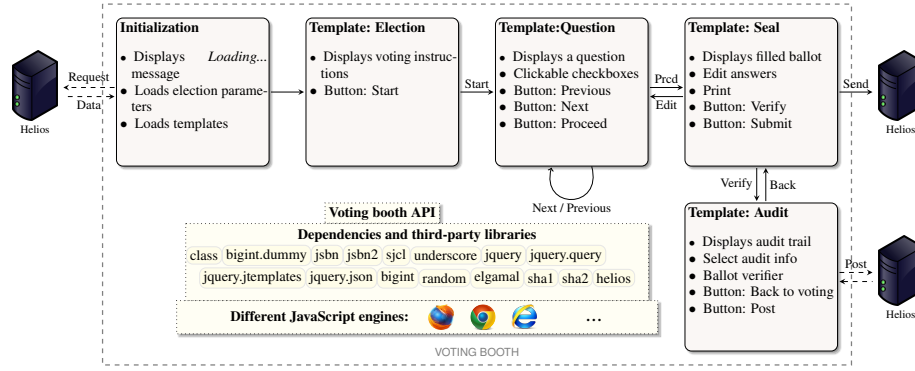 Initialization
● Displays Loading...
message
● Loads election parame-
ters
● Loads templates
Template: Election
● Displays voting instruc-
tions
● Button: Start
Template:Question
● Displays a question
● Clickable checkboxes
● Button: Previous
● Button: Next
● Button: Proceed
Template: Seal
● Displays filled ballot
● Edit answers
● Print
● Button: Verify
● Button: Submit
Request
Data
Helios
Start
Prcd
Edit
Send
Helios
Next / Previous
Verify
Back
Template: Audit
● Displays audit trail
● Select audit info
● Ballot verifier
● Button: Back to voting
● Button: Post
Post
Helios
Voting booth API
Dependencies and third-party libraries
class bigint.dummy jsbn jsbn2 sjcl underscore jquery jquery.query
jquery.jtemplates jquery.json bigint random elgamal sha1 sha2 helios
Different JavaScript engines: ...
VOTING BOOTH